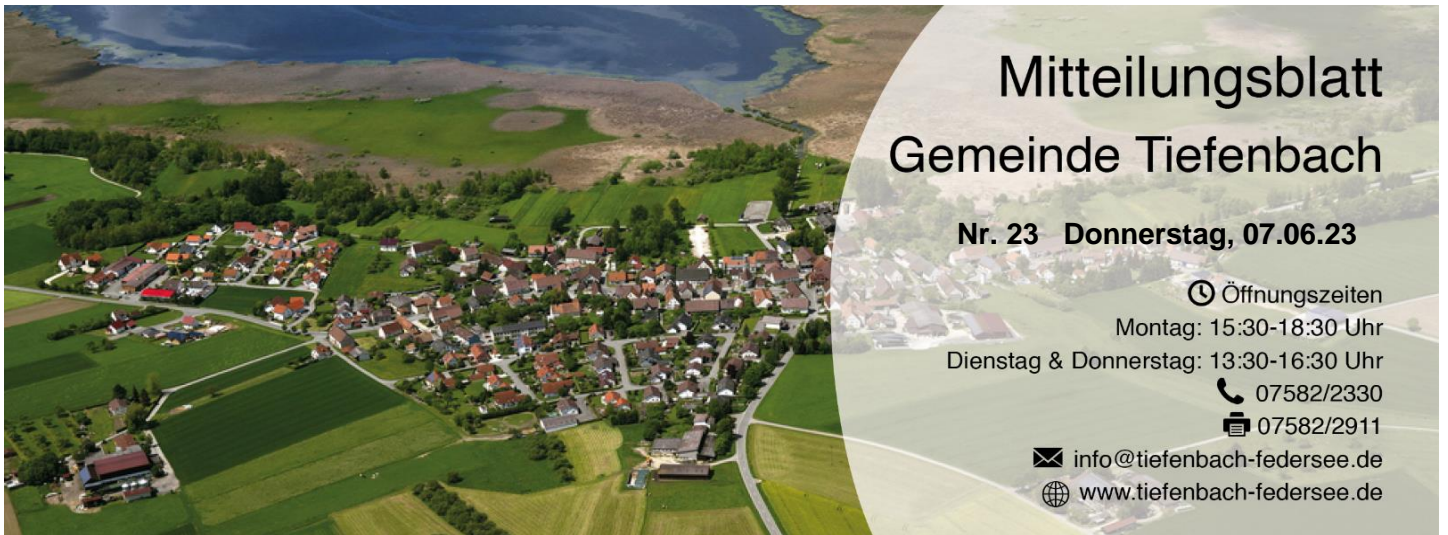 Mitteilungsblatt
Gemeinde Tiefenbach
Nr. 23 Donnerstag, 07.06.23
Öffnungszeiten
Montag: 15:30-18:30 Uhr
Dienstag & Donnerstag: 13:30-16:30 Uhr
07582/2330
07582/2911
info@tiefenbach-federsee.de
www.tiefenbach-federsee.de